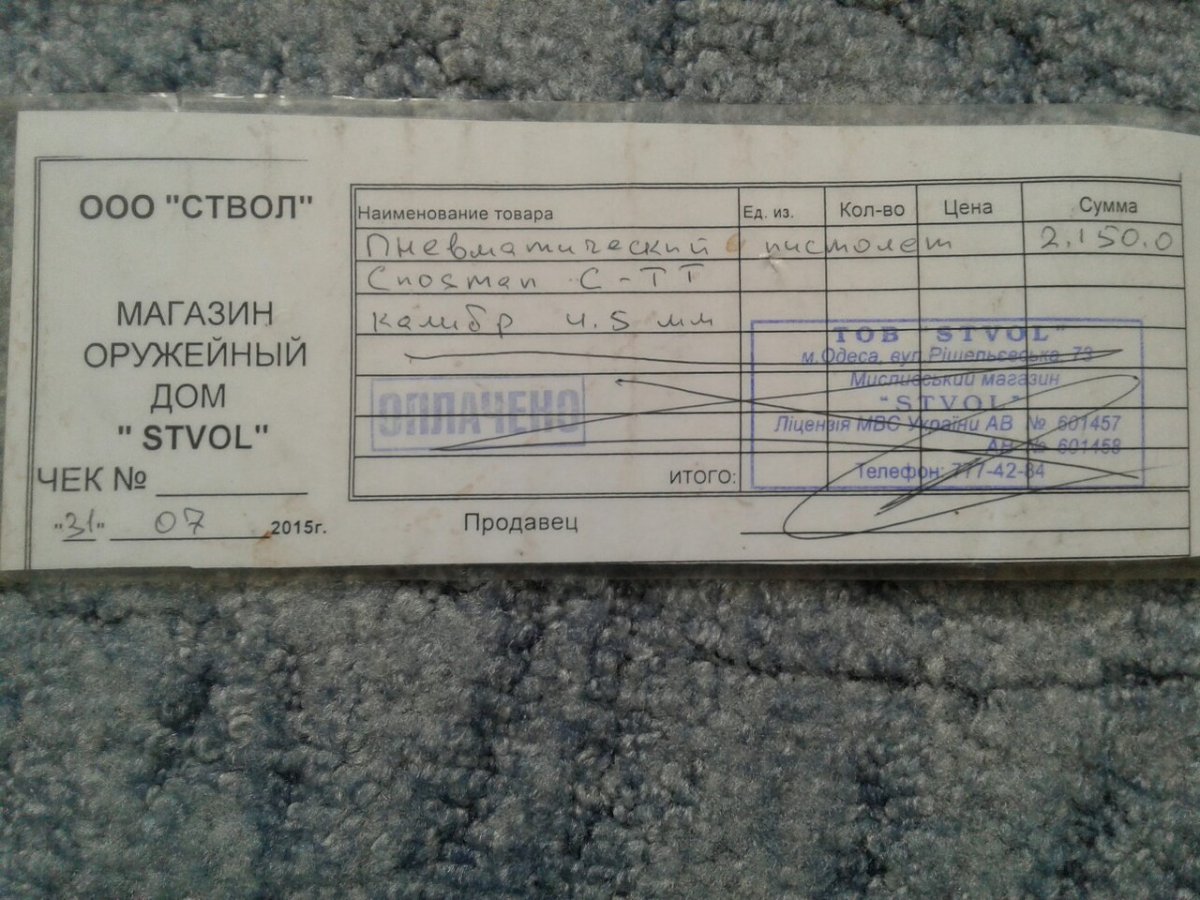 ООО "СТВОЛ"
МАГАЗИН
ОРУЖЕЙНЫЙ
ДОМ
" STVOL"
ЧЕК №
"31" 07 2015г.
Наименование товара Ед. из. Кол-во Цена Сумма
Пневматический пистолет 2.150.0
Crosman C-TT
калибр 4.5 мм
ОПЛАЧЕНО
ТОВ "STVOL"
м.Одеса, вул.Рішельєвська, 73
Мисливський магазин
"STVOL"
Ліцензія МВС України АВ № 601457
АВ № 601458
Телефон: 777-42-84
ИТОГО:
Продавец